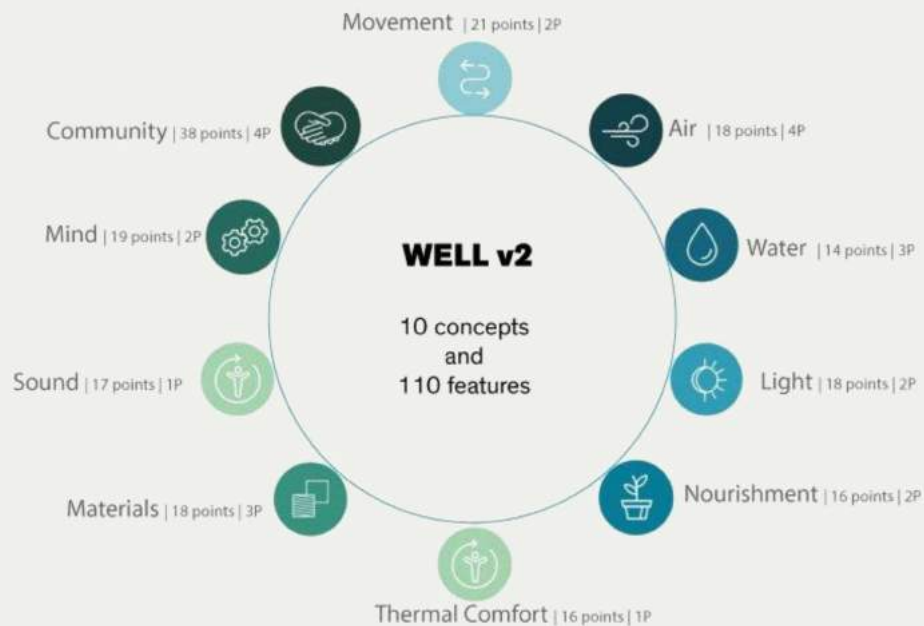 Movement | 21 points | 2P
Air | 18 points | 4P
Water | 14 points | 3P
Light | 18 points | 2P
Nourishment | 16 points | 2P
Thermal Comfort | 16 points | 1P
Materials | 18 points | 3P
Sound | 17 points | 1P
Mind | 19 points | 2P
Community | 38 points | 4P
WELL v2
10 concepts
and
110 features